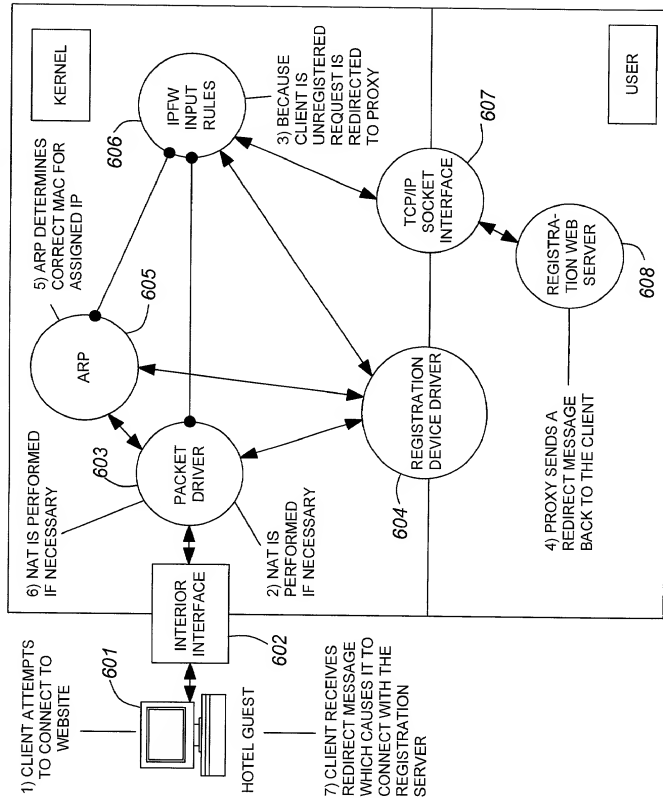 1) CLIENT ATTEMPTS
TO CONNECT TO
WEBSITE
601
HOTEL GUEST
7) CLIENT RECEIVES
REDIRECT MESSAGE
WHICH CAUSES IT TO
CONNECT WITH THE
REGISTRATION
SERVER
INTERIOR
INTERFACE
602
6) NAT IS PERFORMED
IF NECESSARY
603
PACKET
DRIVER
2) NAT IS
PERFORMED
IF NECESSARY
5) ARP DETERMINES
CORRECT MAC FOR
ASSIGNED IP
605
ARP
606
IPFW
INPUT
RULES
KERNEL
3) BECAUSE
CLIENT IS
UNREGISTERED
REQUEST IS
REDIRECTED
TO PROXY
604
REGISTRATION
DEVICE DRIVER
607
TCP/IP
SOCKET
INTERFACE
4) PROXY SENDS A
REDIRECT MESSAGE
BACK TO THE CLIENT
REGISTRA-
TION WEB
SERVER
608
USER